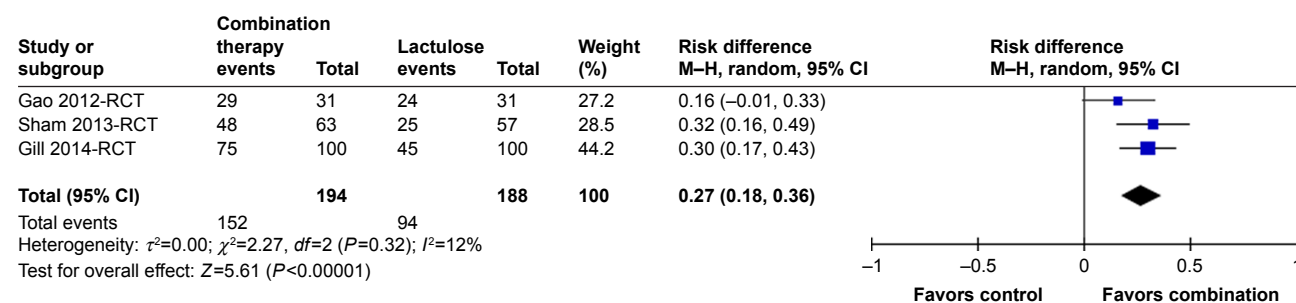 Combination
Study or therapy Lactulose Weight Risk difference Risk difference
subgroup events Total events Total (%) M–H, random, 95% CI M–H, random, 95% CI
Gao 2012-RCT 29 31 24 31 27.2 0.16 (–0.01, 0.33)
Sham 2013-RCT 48 63 25 57 28.5 0.32 (0.16, 0.49)
Gill 2014-RCT 75 100 45 100 44.2 0.30 (0.17, 0.43)
Total (95% CI) 194 188 100 0.27 (0.18, 0.36)
Total events 152 94
Heterogeneity: τ²=0.00; χ²=2.27, df=2 (P=0.32); I²=12%
Test for overall effect: Z=5.61 (P<0.00001)
–1 –0.5 0 0.5 1
Favors control Favors combination